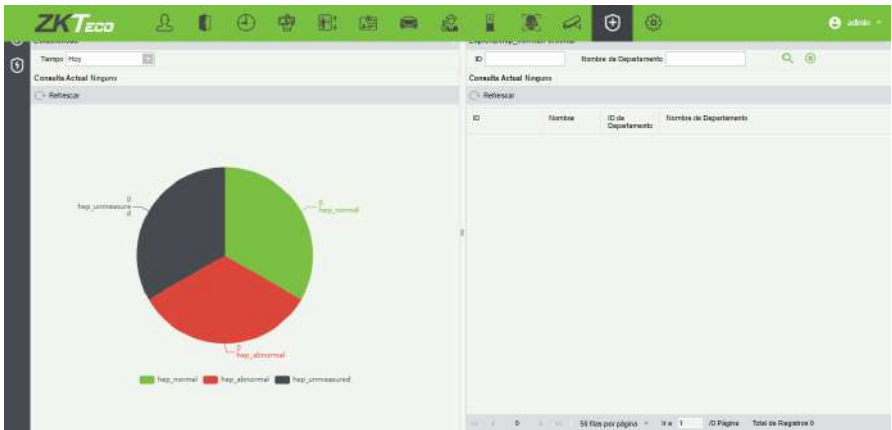 ZKTECO
admin
Tiempo Hoy
Consulta Actual Ninguno
Refrescar
hep_unmeasure
d
0
hep_normal
0
hep_abnormal
0
hep_normal hep_abnormal hep_unmeasured
ID Nombre de Departamento
Consulta Actual Ninguno
Refrescar
ID Nombre ID de Departamento Nombre de Departamento
0 50 filas por página Ir a 1 /0 Página Total de Registros 0